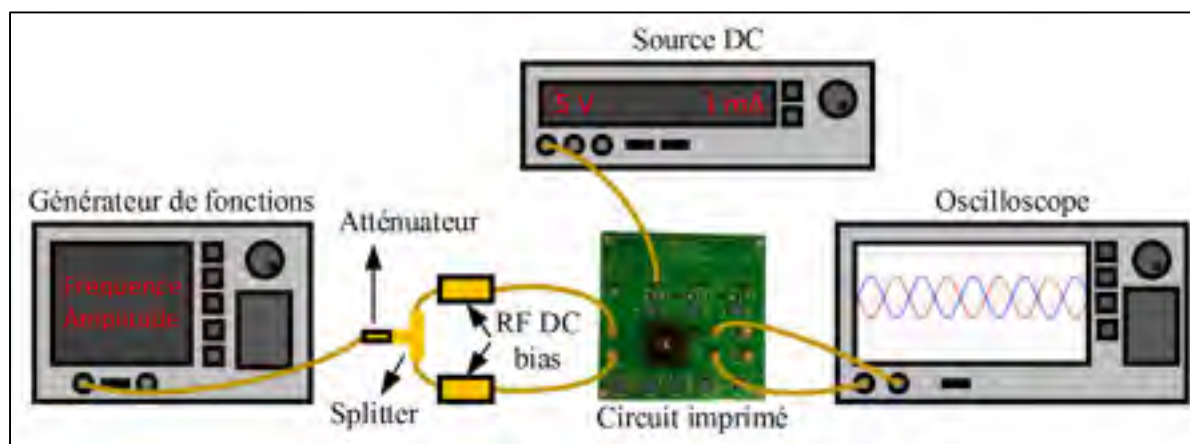 Source DC
5 V 1 mA
Générateur de fonctions
Atténuateur
Oscilloscope
Fréquence
Amplitude
RF DC
bias
Splitter
Circuit imprimé